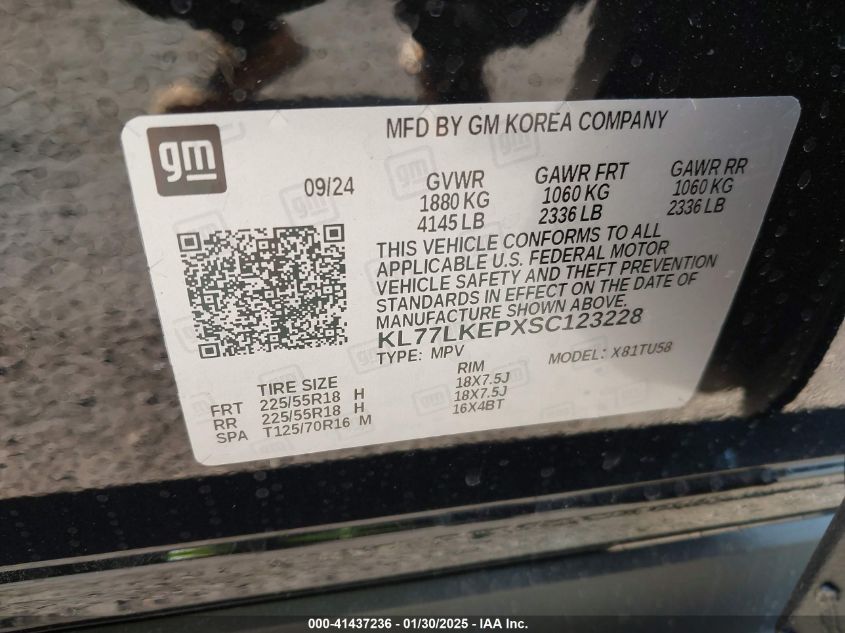 MFD BY GM KOREA COMPANY
gm
09/24
GVWR GAWR FRT GAWR RR
1880 KG 1060 KG 1060 KG
4145 LB 2336 LB 2336 LB
THIS VEHICLE CONFORMS TO ALL
APPLICABLE U.S. FEDERAL MOTOR
VEHICLE SAFETY AND THEFT PREVENTION
STANDARDS IN EFFECT ON THE DATE OF
MANUFACTURE SHOWN ABOVE.
KL77LKEPXSC123228
TYPE: MPV MODEL: X81TU58
TIRE SIZE RIM
FRT 225/55R18 H 18X7.5J
RR 225/55R18 H 18X7.5J
SPA T125/70R16 M 16X4BT
000-41437236 - 01/30/2025 - IAA Inc.